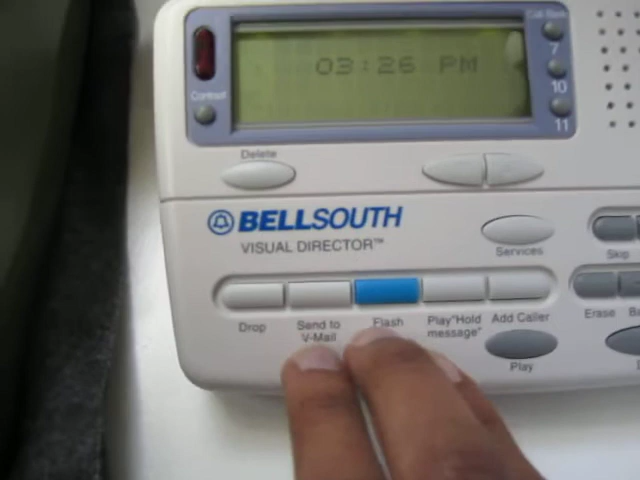 Call Back
03:26 PM
7
Contrast
10
11
Delete
BELLSOUTH
VISUAL DIRECTOR™
Services
Skip
Drop
Send to
V-Mail
Flash
Play"Hold
message"
Add Caller
Erase
Play